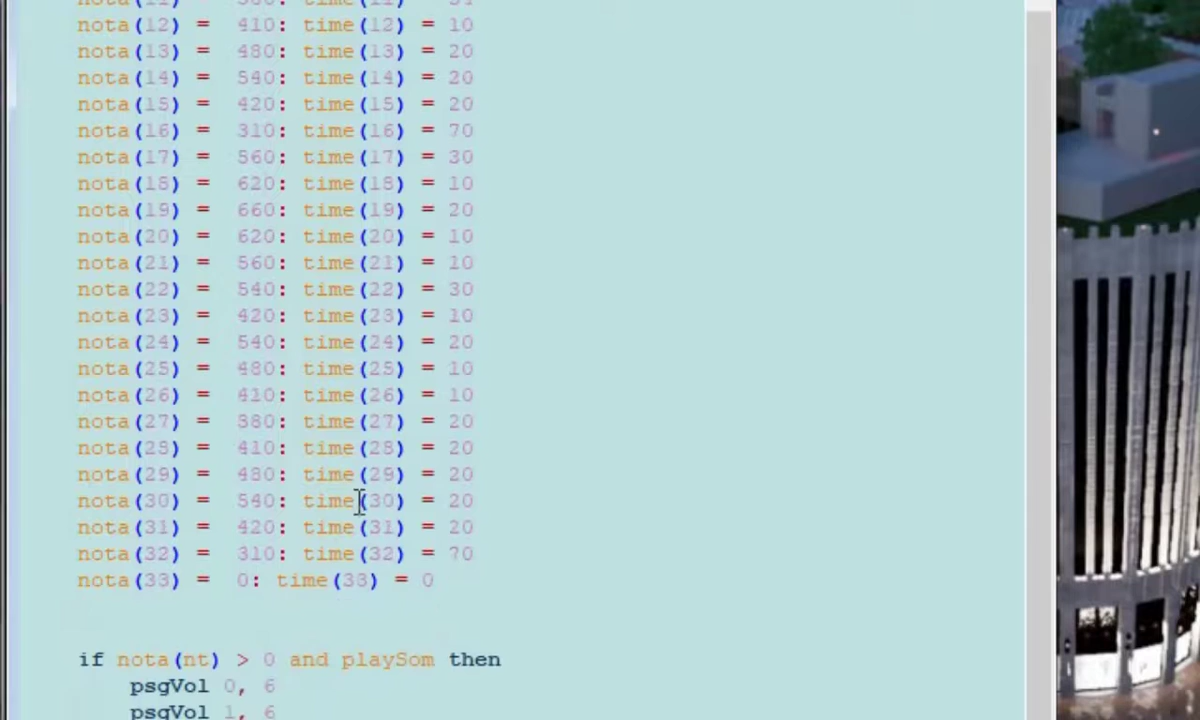 nota(12) = 410: time(12) = 10
nota(13) = 480: time(13) = 20
nota(14) = 540: time(14) = 20
nota(15) = 420: time(15) = 20
nota(16) = 310: time(16) = 70
nota(17) = 560: time(17) = 30
nota(18) = 620: time(18) = 10
nota(19) = 660: time(19) = 20
nota(20) = 620: time(20) = 10
nota(21) = 560: time(21) = 10
nota(22) = 540: time(22) = 30
nota(23) = 420: time(23) = 10
nota(24) = 540: time(24) = 20
nota(25) = 480: time(25) = 10
nota(26) = 410: time(26) = 10
nota(27) = 380: time(27) = 20
nota(28) = 410: time(28) = 20
nota(29) = 480: time(29) = 20
nota(30) = 540: time(30) = 20
nota(31) = 420: time(31) = 20
nota(32) = 310: time(32) = 70
nota(33) = 0: time(33) = 0
if nota(nt) > 0 and playSom then
psgVol 0, 6
psgVol 1, 6